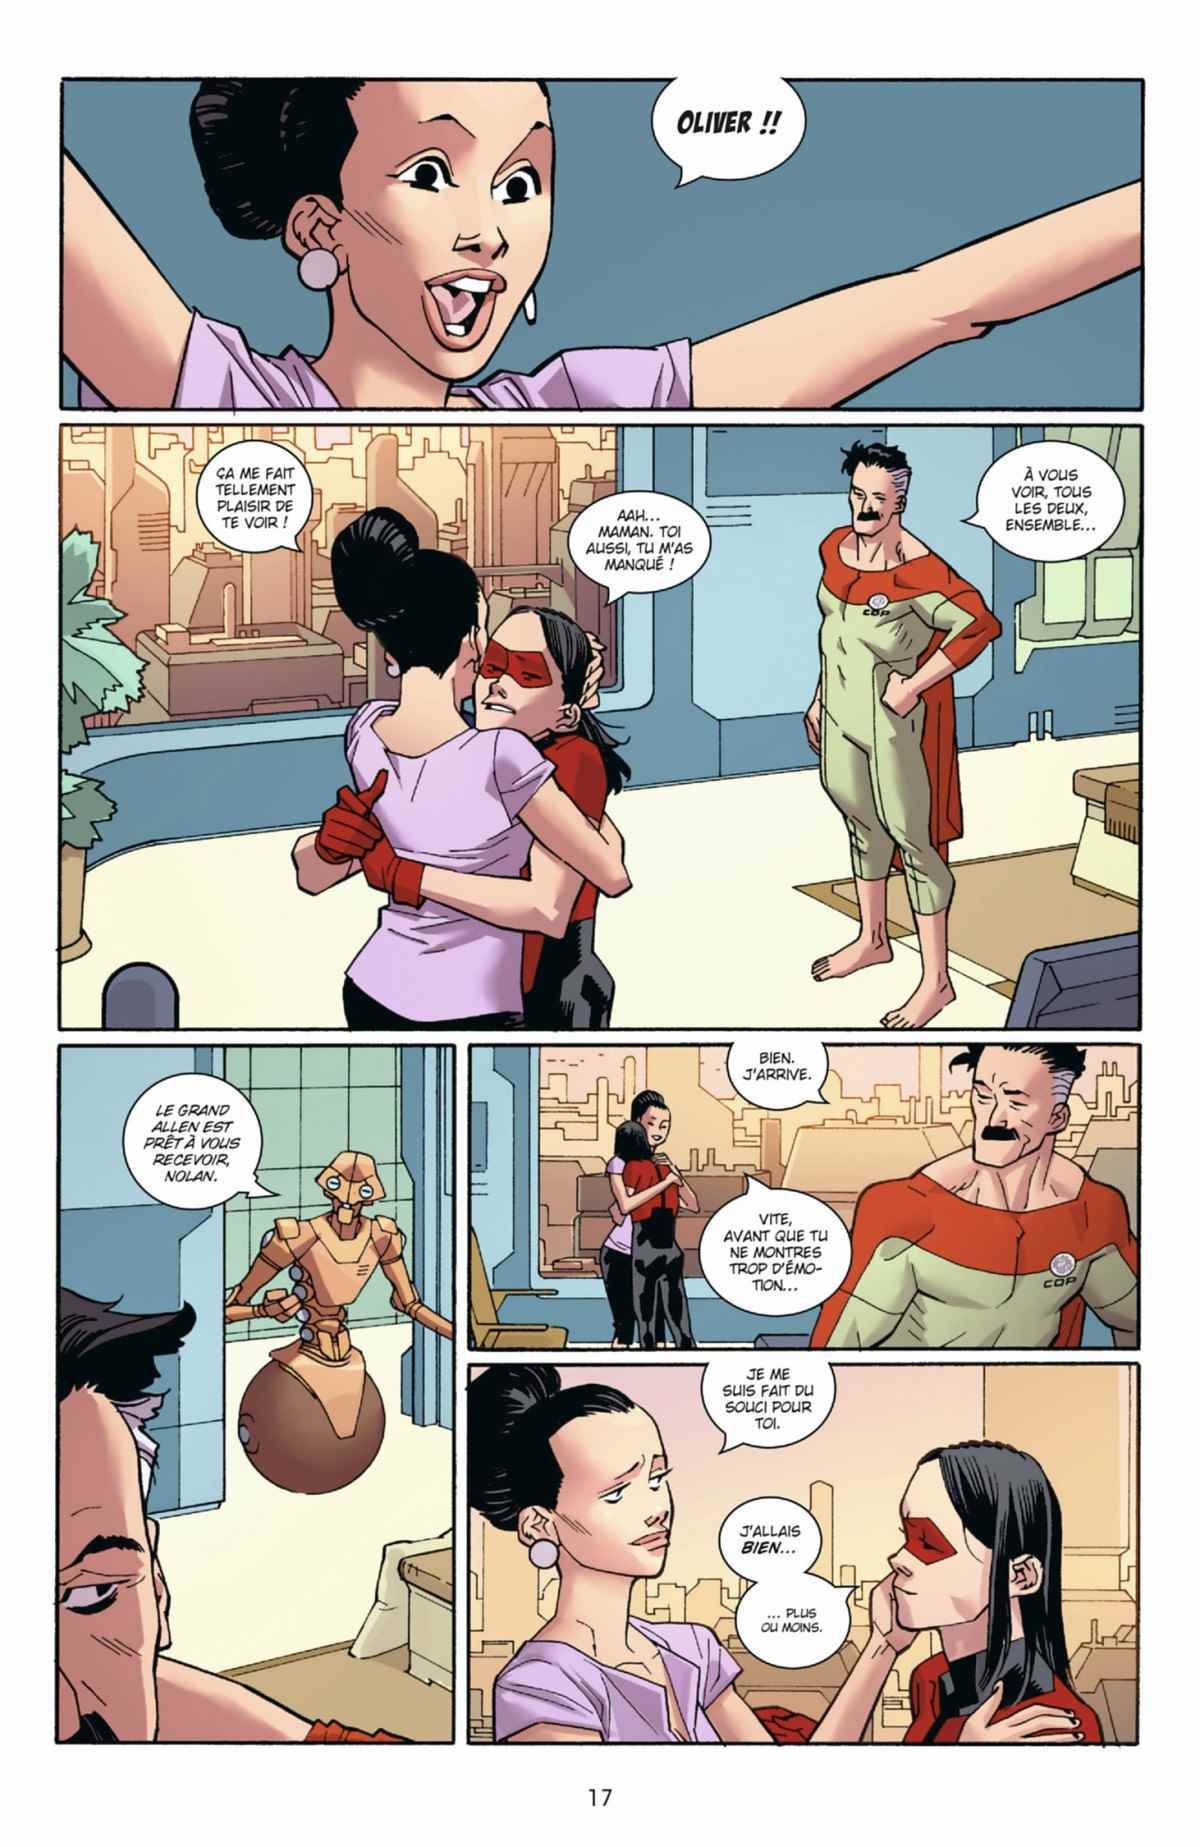 OLIVER !!
ÇA ME FAIT
TELLEMENT
PLAISIR DE
TE VOIR !
AAH...
MAMAN. TOI
AUSSI, TU M'AS
MANQUÉ !
À VOUS
VOIR, TOUS
LES DEUX,
ENSEMBLE...
CDP
LE GRAND
ALLEN EST
PRÊT À VOUS
RECEVOIR,
NOLAN.
BIEN.
J'ARRIVE.
VITE,
AVANT QUE TU
NE MONTRES
TROP D'ÉMO-
TION...
CDP
JE ME
SUIS FAIT DU
SOUCI POUR
TOI.
J'ALLAIS
BIEN...
... PLUS
OU MOINS.
17